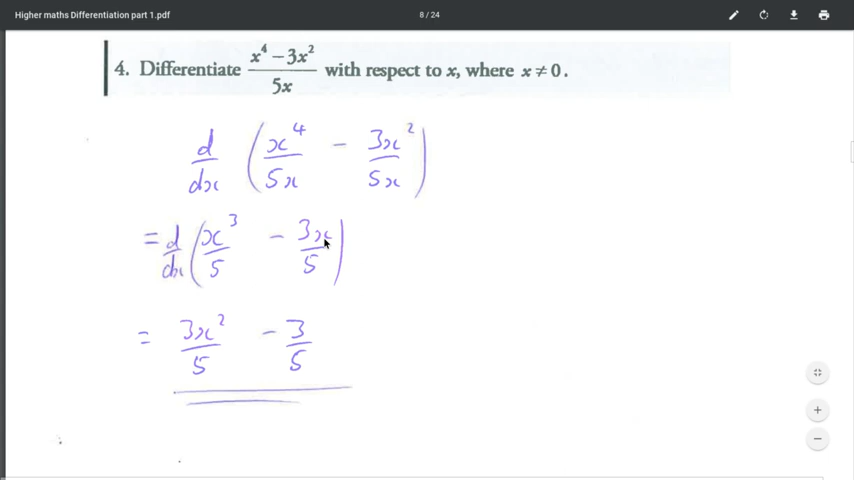 Higher maths Differentiation part 1.pdf
8 / 24
4. Differentiate (x⁴ − 3x²)/5x with respect to x, where x ≠ 0.
d/dx (x⁴/5x − 3x²/5x)
= d/dx (x³/5 − 3x/5)
= 3x²/5 − 3/5